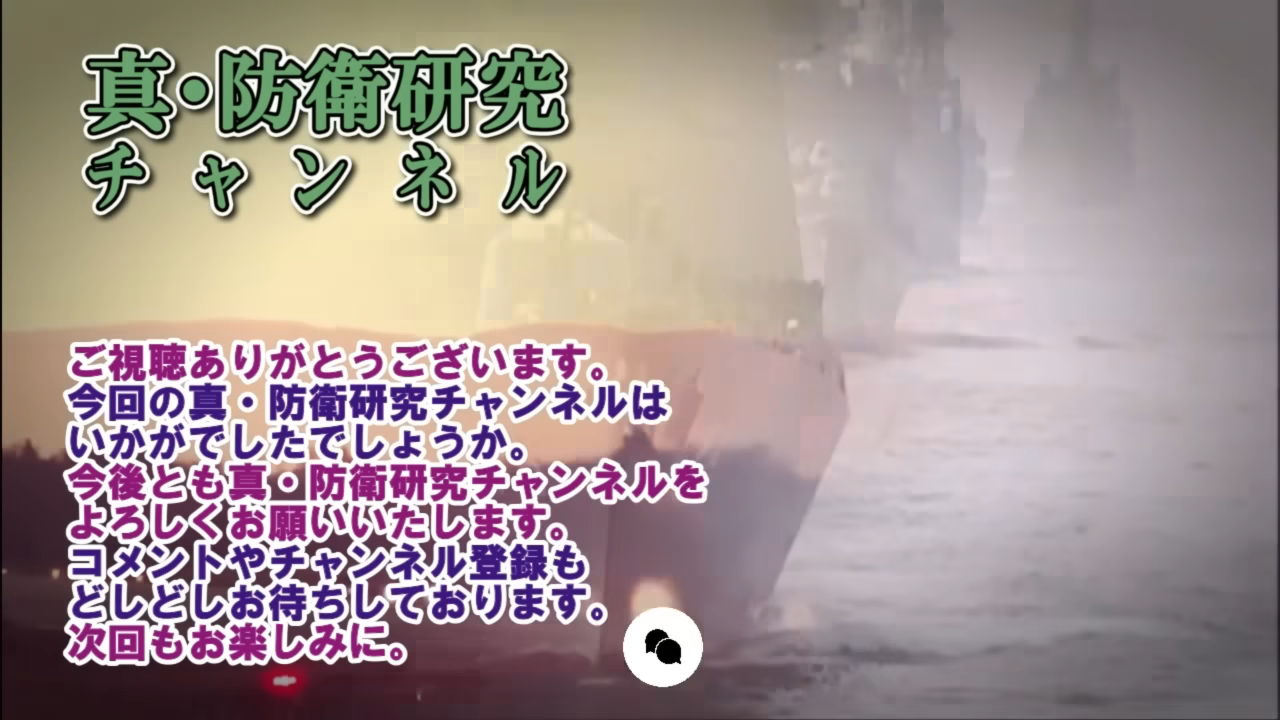 真・防衛研究
チャンネル
ご視聴ありがとうございます。
今回の真・防衛研究チャンネルは
いかがでしたでしょうか。
今後とも真・防衛研究チャンネルを
よろしくお願いいたします。
コメントやチャンネル登録も
どしどしお待ちしております。
次回もお楽しみに。